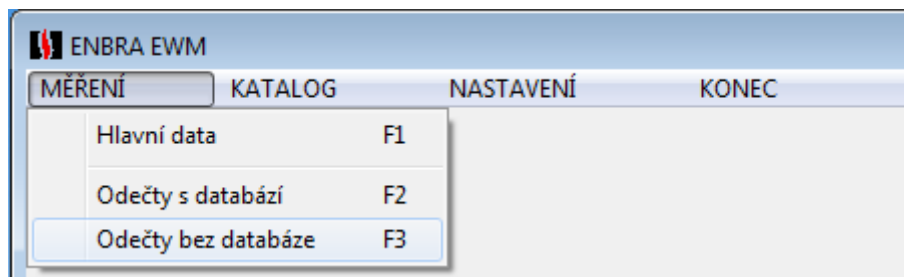 ENBRA EWM
MĚŘENÍ KATALOG NASTAVENÍ KONEC
Hlavní data F1
Odečty s databází F2
Odečty bez databáze F3